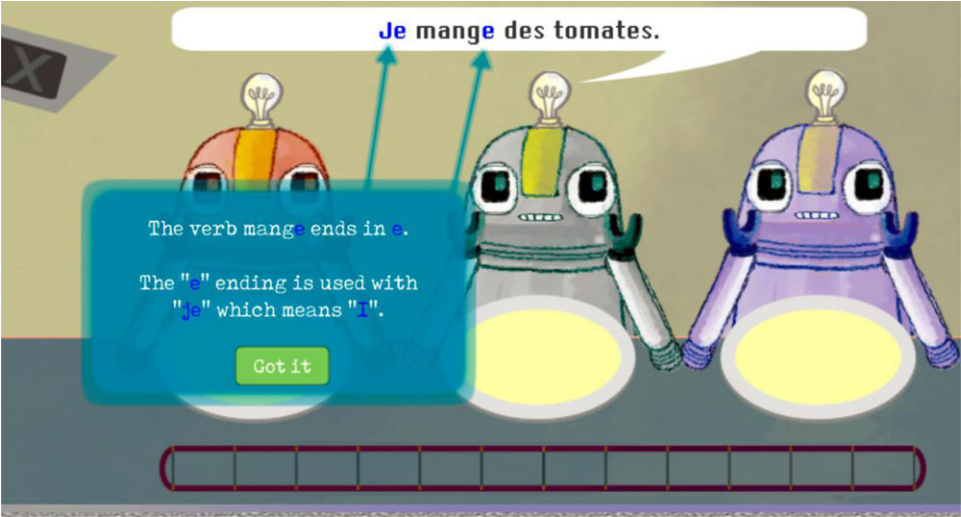 Je mange des tomates.
X
The verb mange ends in e.
The "e" ending is used with
"je" which means "I".
Got it